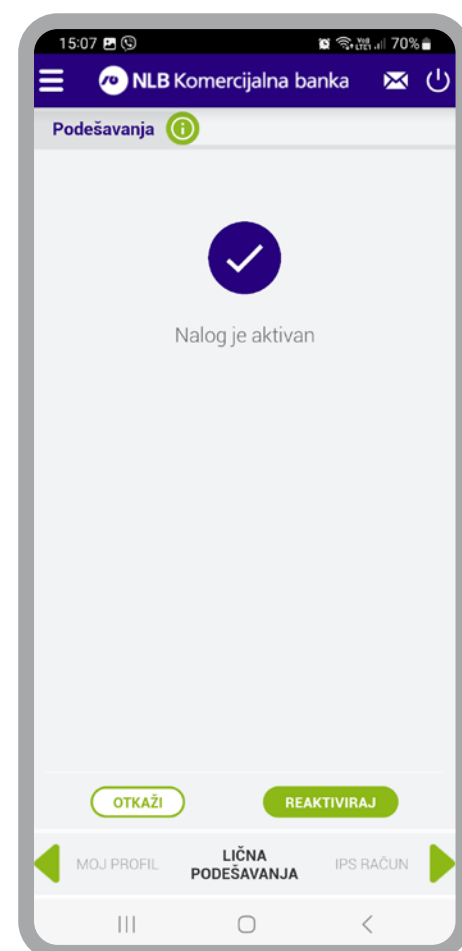 15:07 70%
NLB Komercijalna banka
Podešavanja
Nalog je aktivan
OTKAŽI REAKTIVIRAJ
MOJ PROFIL LIČNA PODEŠAVANJA IPS RAČUN